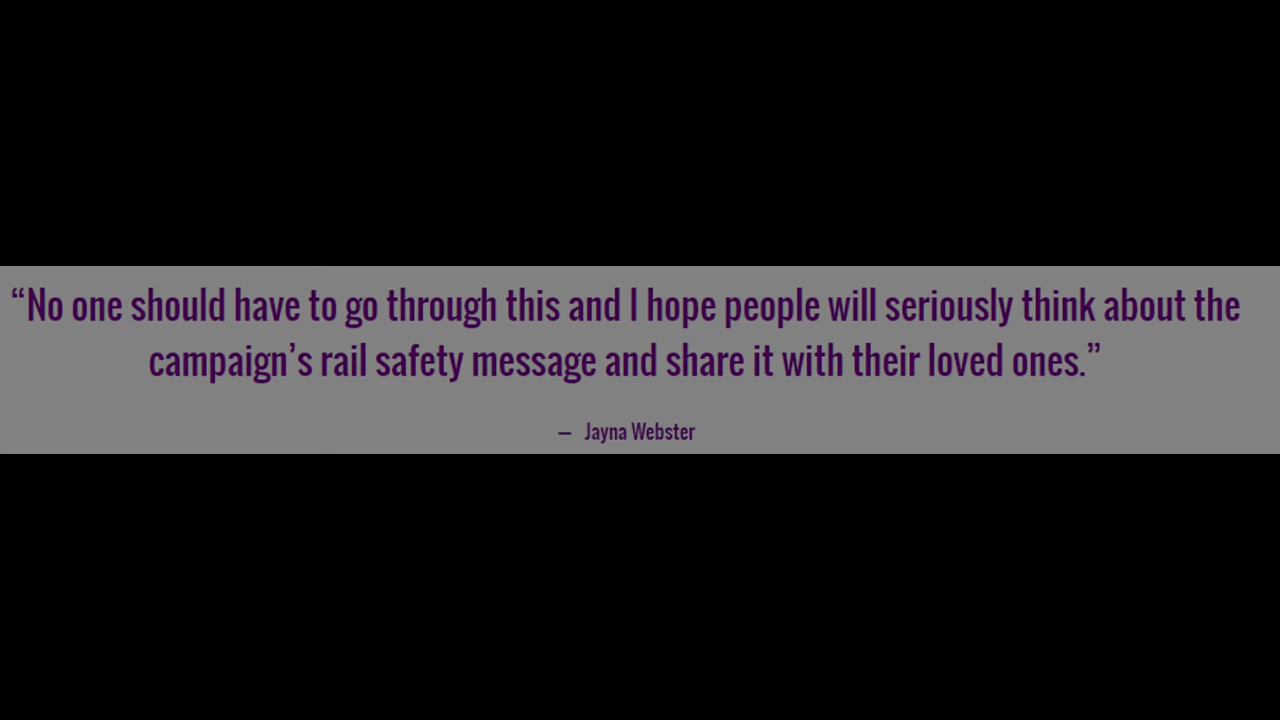 “No one should have to go through this and I hope people will seriously think about the
campaign’s rail safety message and share it with their loved ones.”
— Jayna Webster